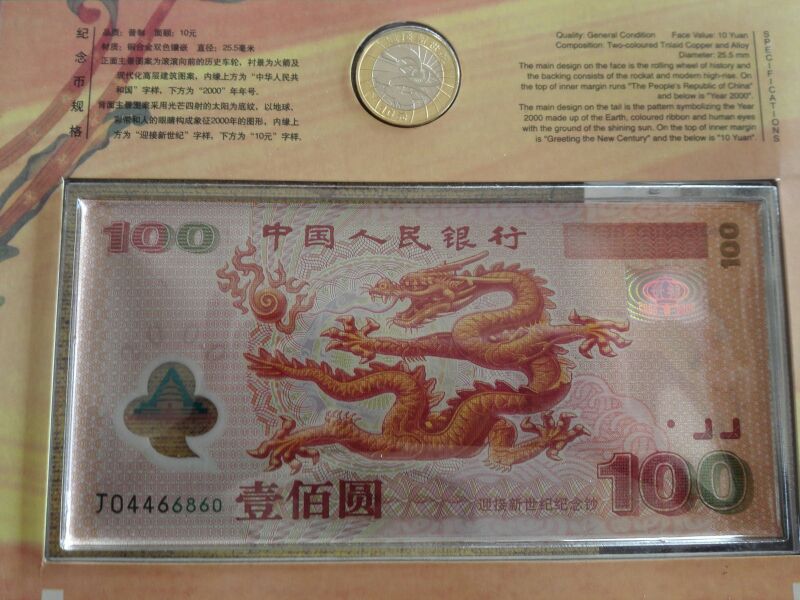 纪念币规格
品质：普制 面额：10元
材质：铜合金双色镶嵌 直径：25.5毫米
正面主景图案为滚滚向前的历史车轮，衬景为火箭及
现代化高层建筑图案，内缘上方为“中华人民共和
国”字样，下方为“2000”年年号。
背面主景图案采用光芒四射的太阳为底纹，以地球、
彩带和人的眼睛构成象征2000年的图形，内缘上
方为“迎接新世纪”字样，下方为“10元”字样。
Quality: General Condition Face Value: 10 Yuan
Composition: Two-coloured Trisaid Copper and Alloy
Diameter: 25.5 mm
The main design on the face is the rolling wheel of history and
the backing consists of the rockat and modern high-rise. On
the top of inner margin runs "The People's Republic of China"
and below is "Year 2000".
The main design on the tail is the pattern symbolizing the Year
2000 made up of the Earth, coloured ribbon and human eyes
with the ground of the shining sun. On the top of inner margin
is "Greeting the New Century" and the below is "10 Yuan".
SPECIFICATIONS
100
中国人民银行
100
J04466860
壹佰圆
迎接新世纪纪念钞
100